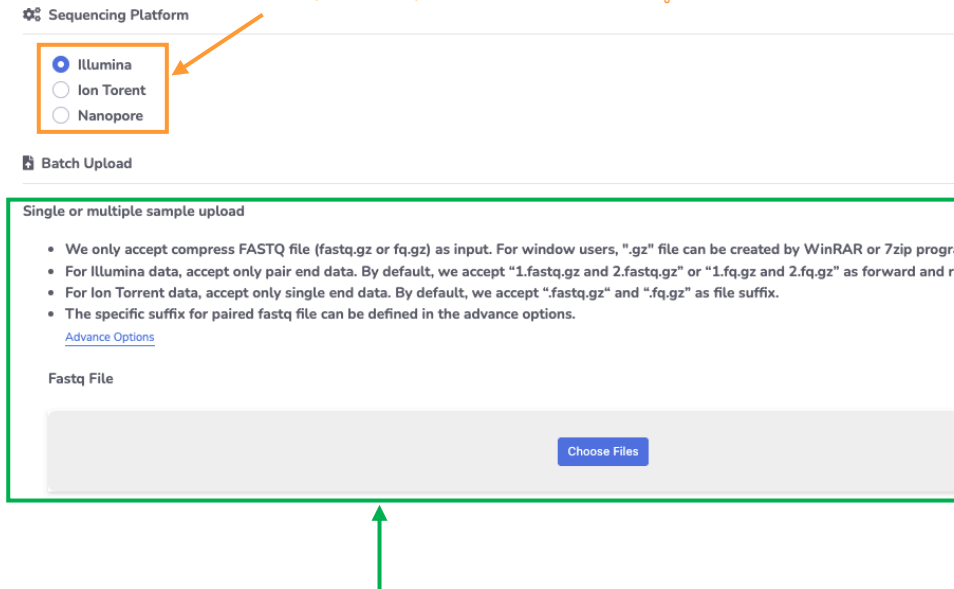 Sequencing Platform
Illumina
Ion Torent
Nanopore
Batch Upload
Single or multiple sample upload
• We only accept compress FASTQ file (fastq.gz or fq.gz) as input. For window users, ".gz" file can be created by WinRAR or 7zip
• For Illumina data, accept only pair end data. By default, we accept “1.fastq.gz and 2.fastq.gz” or “1.fq.gz and 2.fq.gz” as forward and
• For Ion Torrent data, accept only single end data. By default, we accept “.fastq.gz“ and “.fq.gz” as file suffix.
• The specific suffix for paired fastq file can be defined in the advance options.
Advance Options
Fastq File
Choose Files